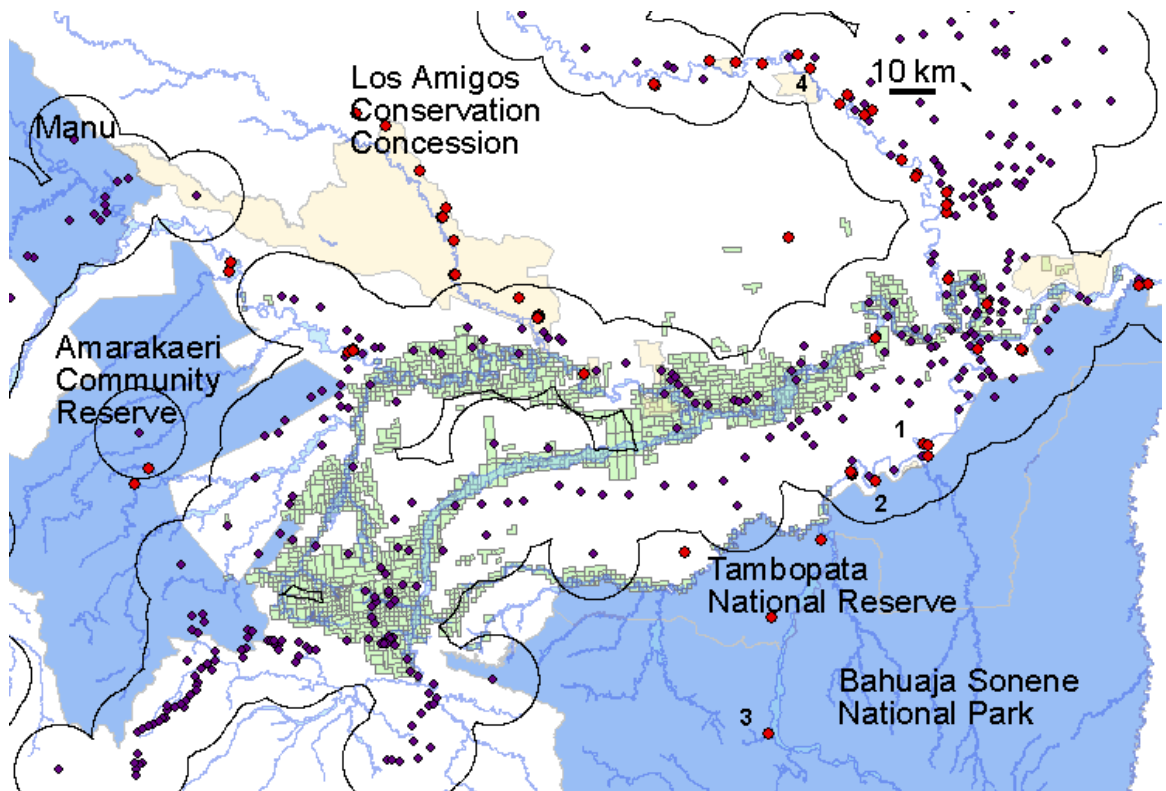 Los Amigos
Conservation
Concession
10 km
4
Manu
Amarakaeri
Community
Reserve
1
2
Tambopata
National Reserve
Bahuaja Sonene
National Park
3